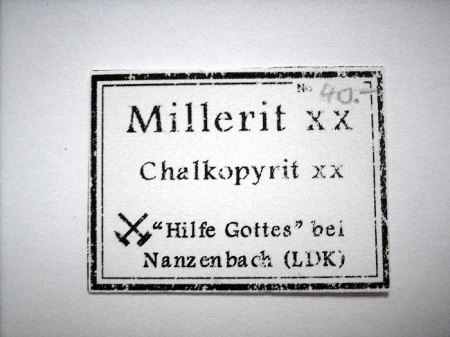 No 40.-
Millerit xx
Chalkopyrit xx
"Hilfe Gottes" bei
Nanzenbach (LDK)